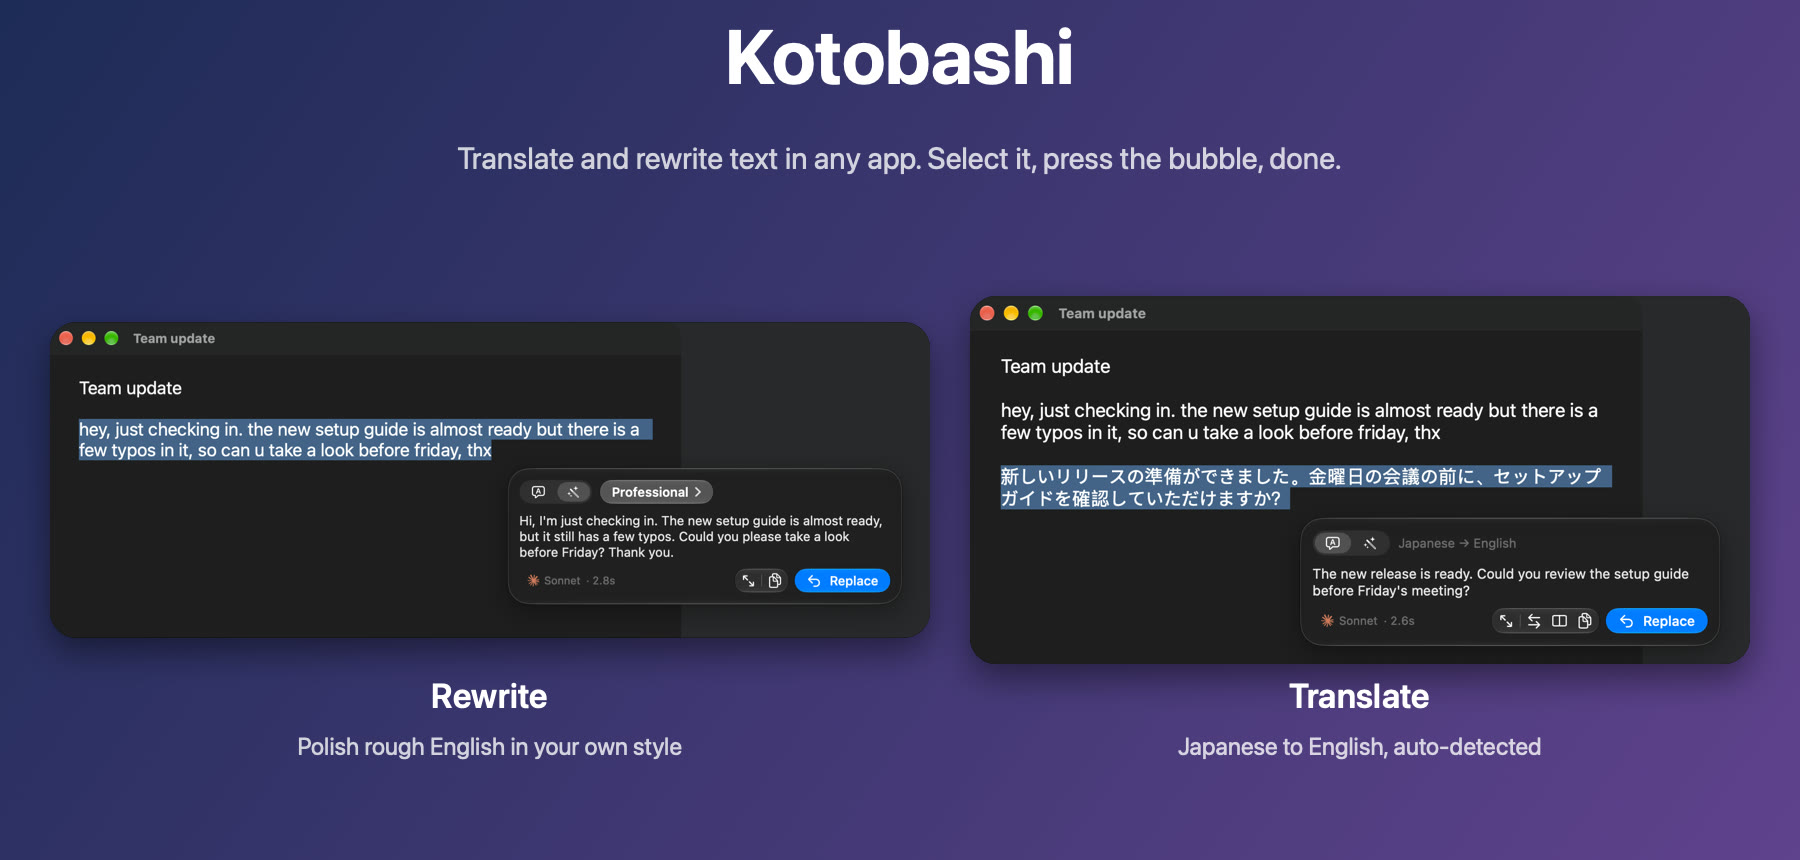 Kotobashi
Translate and rewrite text in any app. Select it, press the bubble, done.
Team update
Team update
hey, just checking in. the new setup guide is almost ready but there is a
few typos in it, so can u take a look before friday, thx
Professional
Hi, I'm just checking in. The new setup guide is almost ready,
but it still has a few typos. Could you please take a look
before Friday? Thank you.
Sonnet · 2.8s
Replace
Rewrite
Polish rough English in your own style
Team update
Team update
hey, just checking in. the new setup guide is almost ready but there is a
few typos in it, so can u take a look before friday, thx
新しいリリースの準備ができました。金曜日の会議の前に、セットアップ
ガイドを確認していただけますか?
Japanese → English
The new release is ready. Could you review the setup guide
before Friday's meeting?
Sonnet · 2.6s
Replace
Translate
Japanese to English, auto-detected